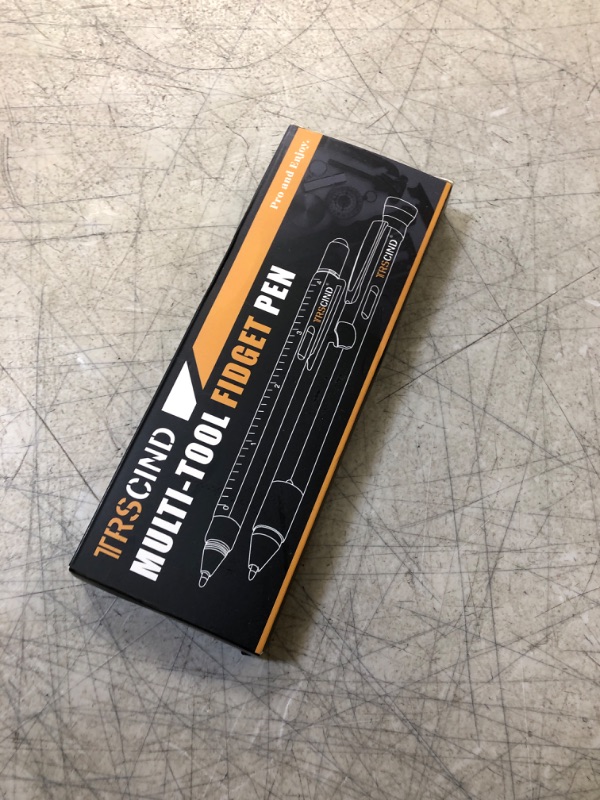 Pro and Enjoy.
TRSCIND
MULTI-TOOL FIDGET PEN
TRSCIND
TRSCIND